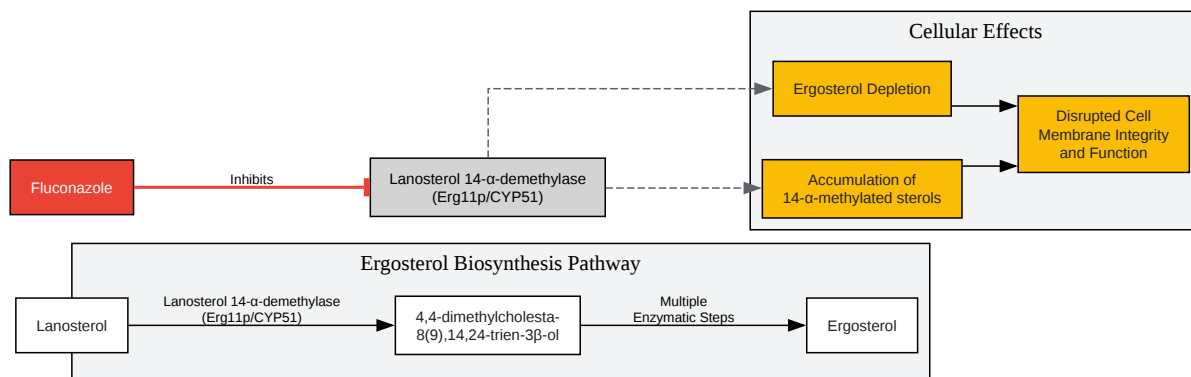 Cellular Effects
Ergosterol Depletion
Disrupted Cell
Membrane Integrity
and Function
Fluconazole
Inhibits
Lanosterol 14-α-demethylase
(Erg11p/CYP51)
Accumulation of
14-α-methylated sterols
Ergosterol Biosynthesis Pathway
Lanosterol
Lanosterol 14-α-demethylase
(Erg11p/CYP51)
4,4-dimethylcholesta-
8(9),14,24-trien-3β-ol
Multiple
Enzymatic Steps
Ergosterol